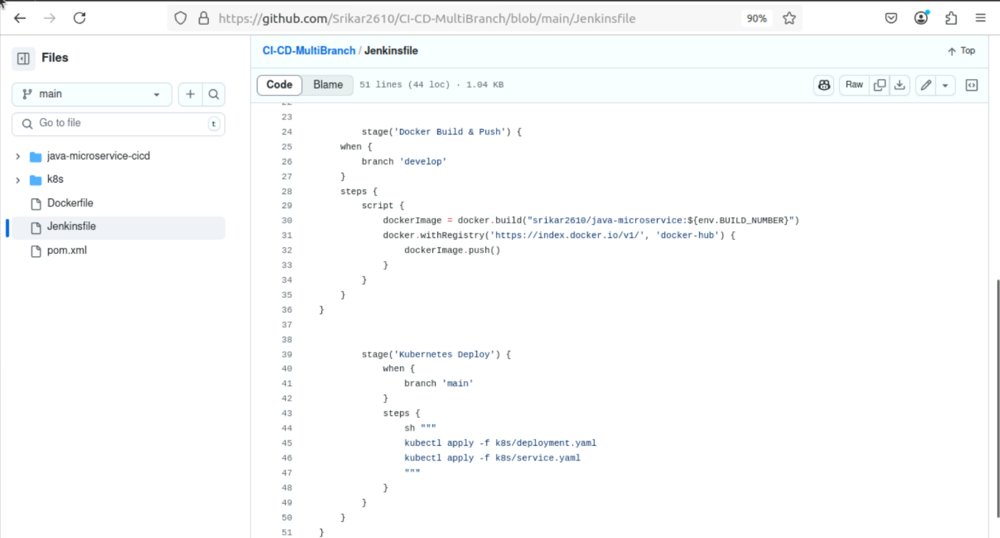 https://github.com/Srikar2610/CI-CD-MultiBranch/blob/main/Jenkinsfile
90%
Files
main
Go to file
t
java-microservice-cicd
k8s
Dockerfile
Jenkinsfile
pom.xml
CI-CD-MultiBranch / Jenkinsfile
Top
Code Blame 51 lines (44 loc) · 1.04 KB
Raw
23
24 stage('Docker Build & Push') {
25 when {
26 branch 'develop'
27 }
28 steps {
29 script {
30 dockerImage = docker.build("srikar2610/java-microservice:${env.BUILD_NUMBER}")
31 docker.withRegistry('https://index.docker.io/v1/', 'docker-hub') {
32 dockerImage.push()
33 }
34 }
35 }
36 }
37
38
39 stage('Kubernetes Deploy') {
40 when {
41 branch 'main'
42 }
43 steps {
44 sh """
45 kubectl apply -f k8s/deployment.yaml
46 kubectl apply -f k8s/service.yaml
47 """
48 }
49 }
50 }
51 }